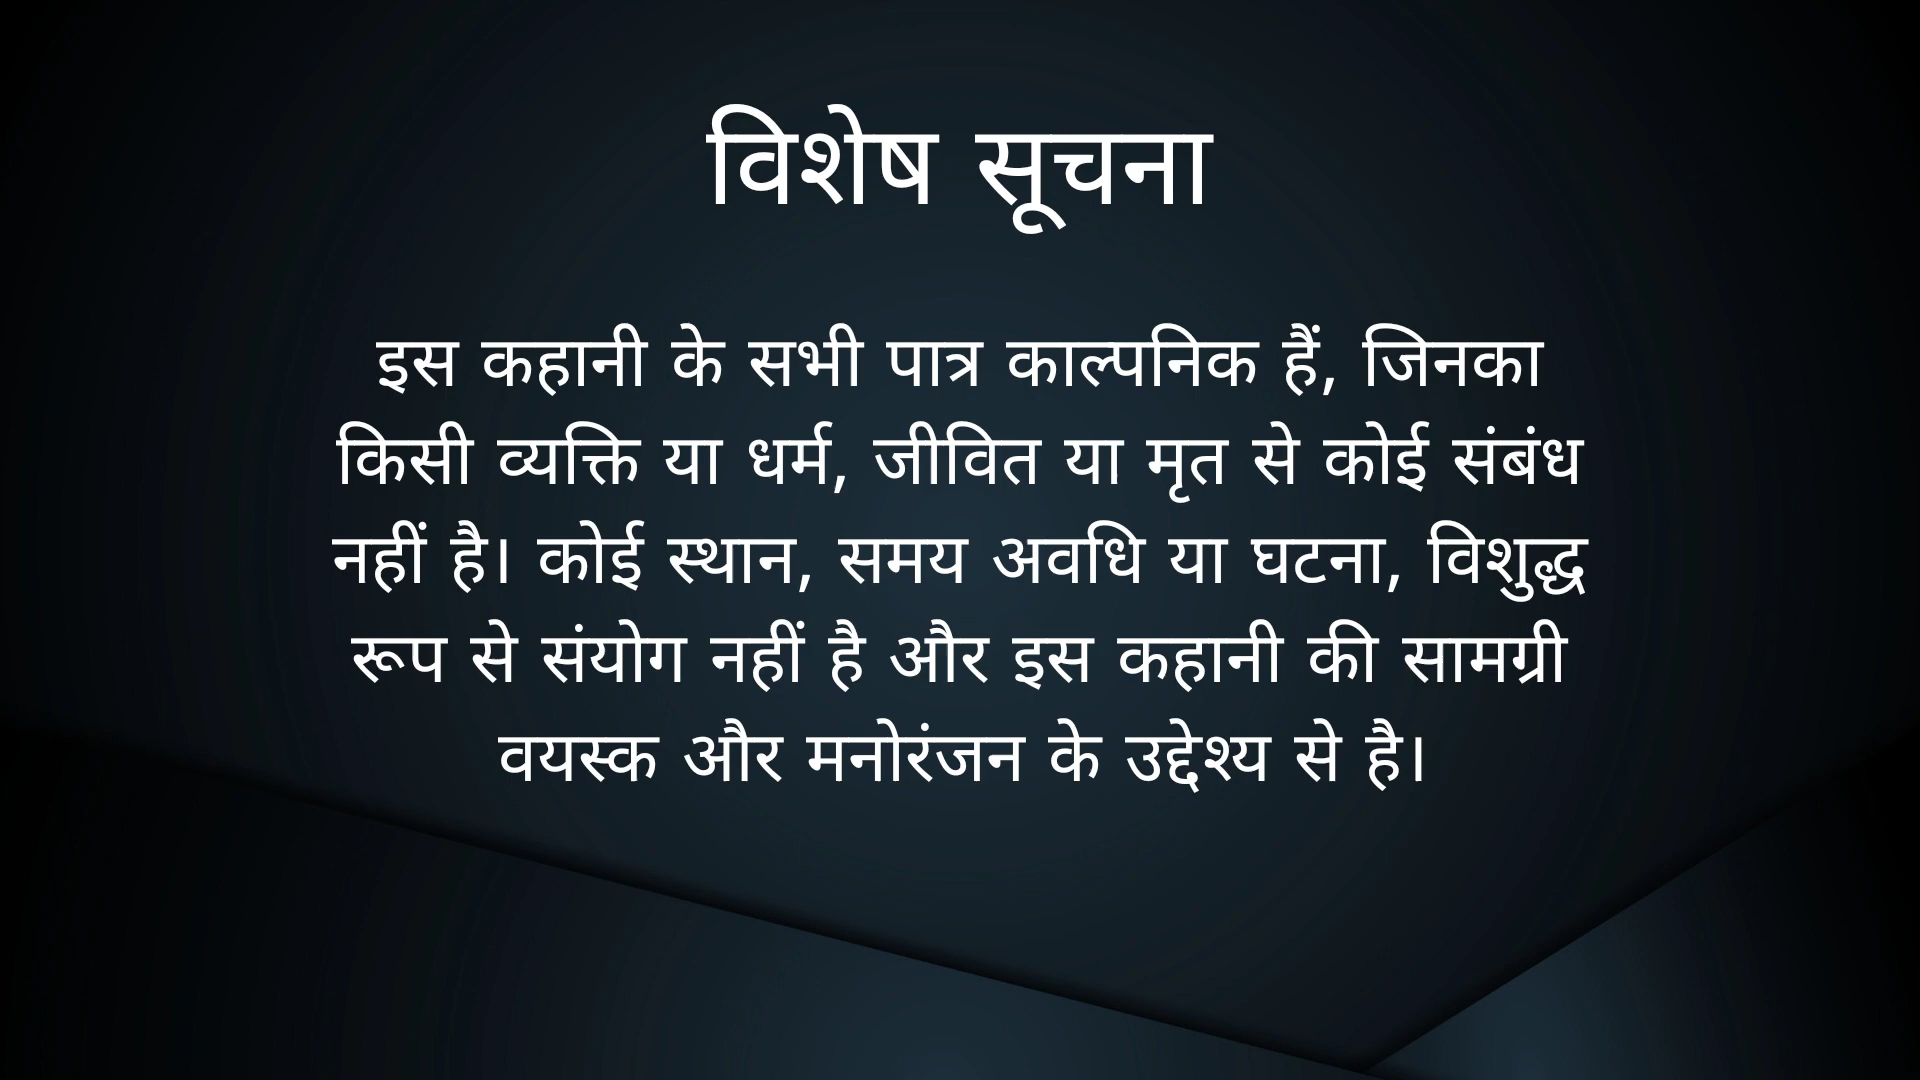 विशेष सूचना
इस कहानी के सभी पात्र काल्पनिक हैं, जिनका
किसी व्यक्ति या धर्म, जीवित या मृत से कोई संबंध
नहीं है। कोई स्थान, समय अवधि या घटना, विशुद्ध
रूप से संयोग नहीं है और इस कहानी की सामग्री
वयस्क और मनोरंजन के उद्देश्य से है।